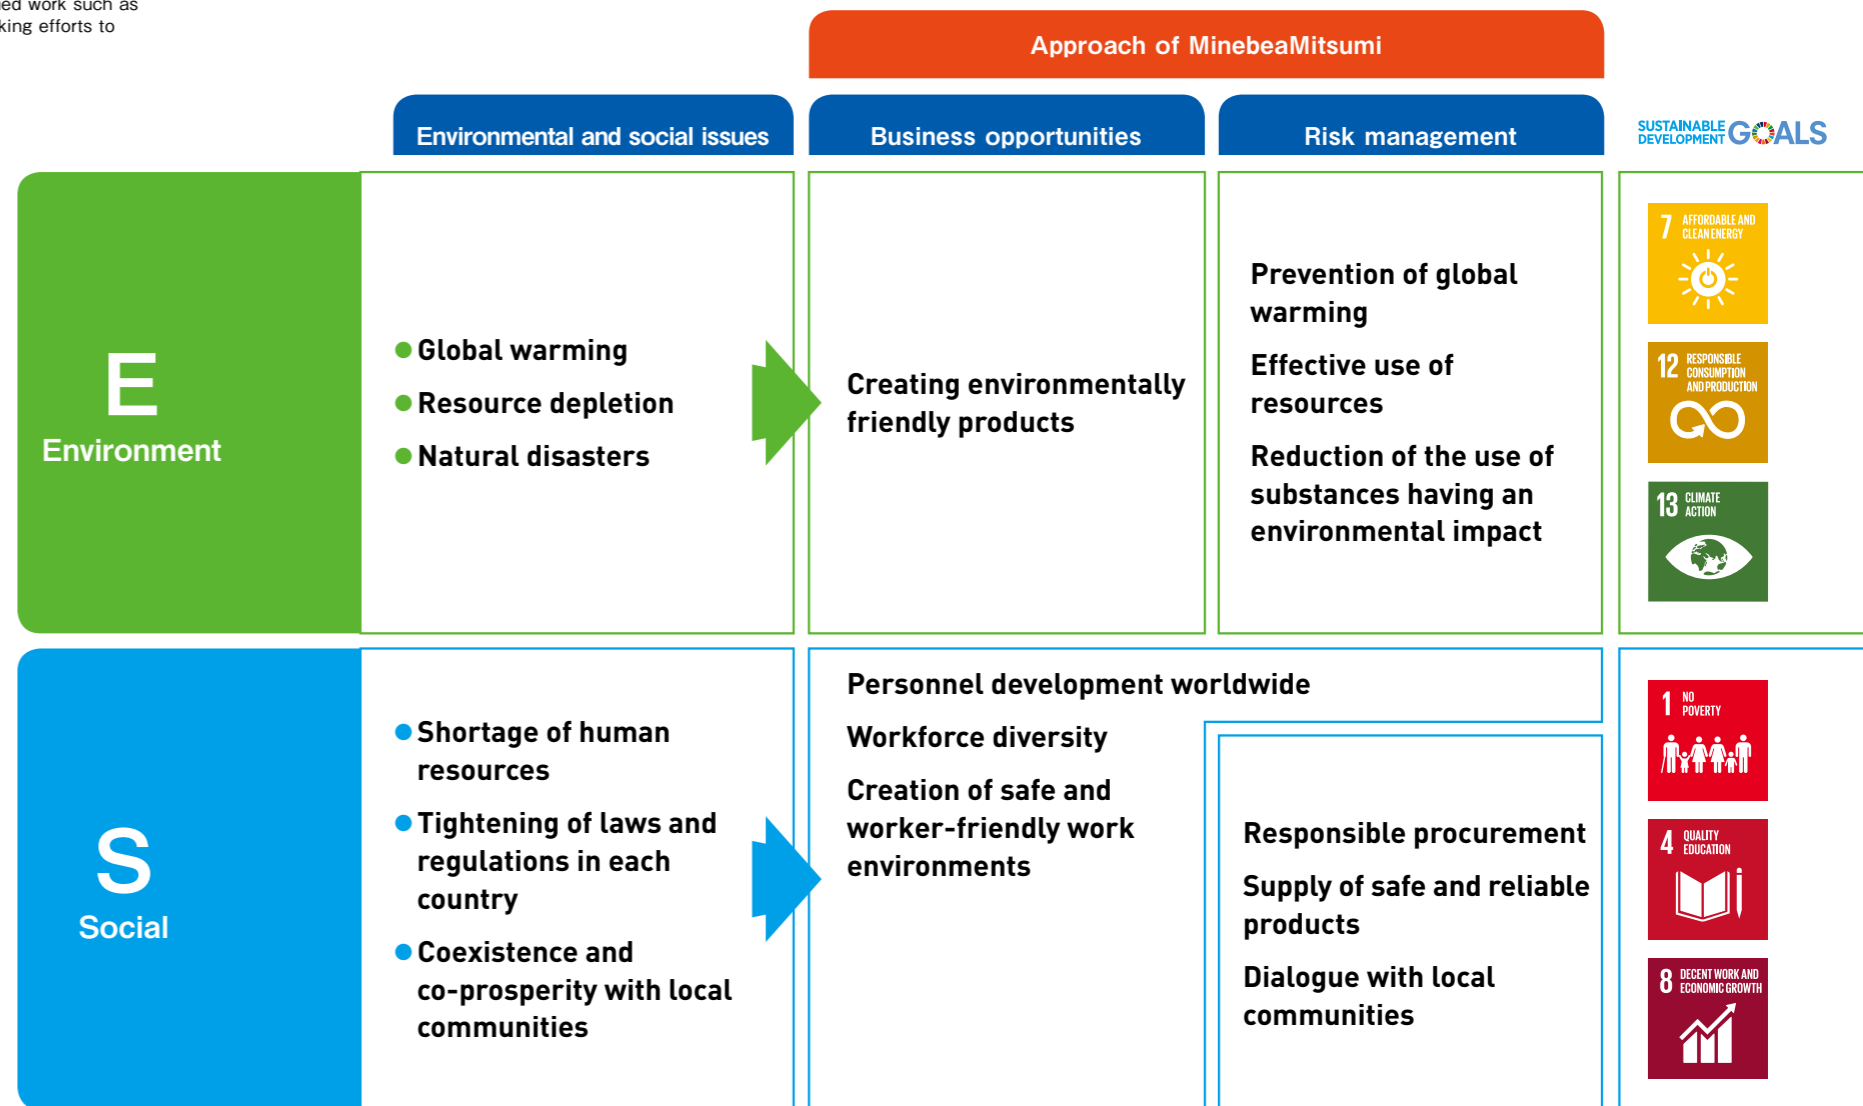 ed work such as
king efforts to
Approach of MinebeaMitsumi
Environmental and social issues
Business opportunities
Risk management
SUSTAINABLE
DEVELOPMENT GOALS
E
Environment
Global warming
Resource depletion
Natural disasters
Creating environmentally
friendly products
Prevention of global
warming
Effective use of
resources
Reduction of the use of
substances having an
environmental impact
7 AFFORDABLE AND
CLEAN ENERGY
12 RESPONSIBLE
CONSUMPTION
AND PRODUCTION
13 CLIMATE
ACTION
S
Social
Shortage of human
resources
Tightening of laws and
regulations in each
country
Coexistence and
co-prosperity with local
communities
Personnel development worldwide
Workforce diversity
Creation of safe and
worker-friendly work
environments
Responsible procurement
Supply of safe and reliable
products
Dialogue with local
communities
1 NO
POVERTY
4 QUALITY
EDUCATION
8 DECENT WORK AND
ECONOMIC GROWTH